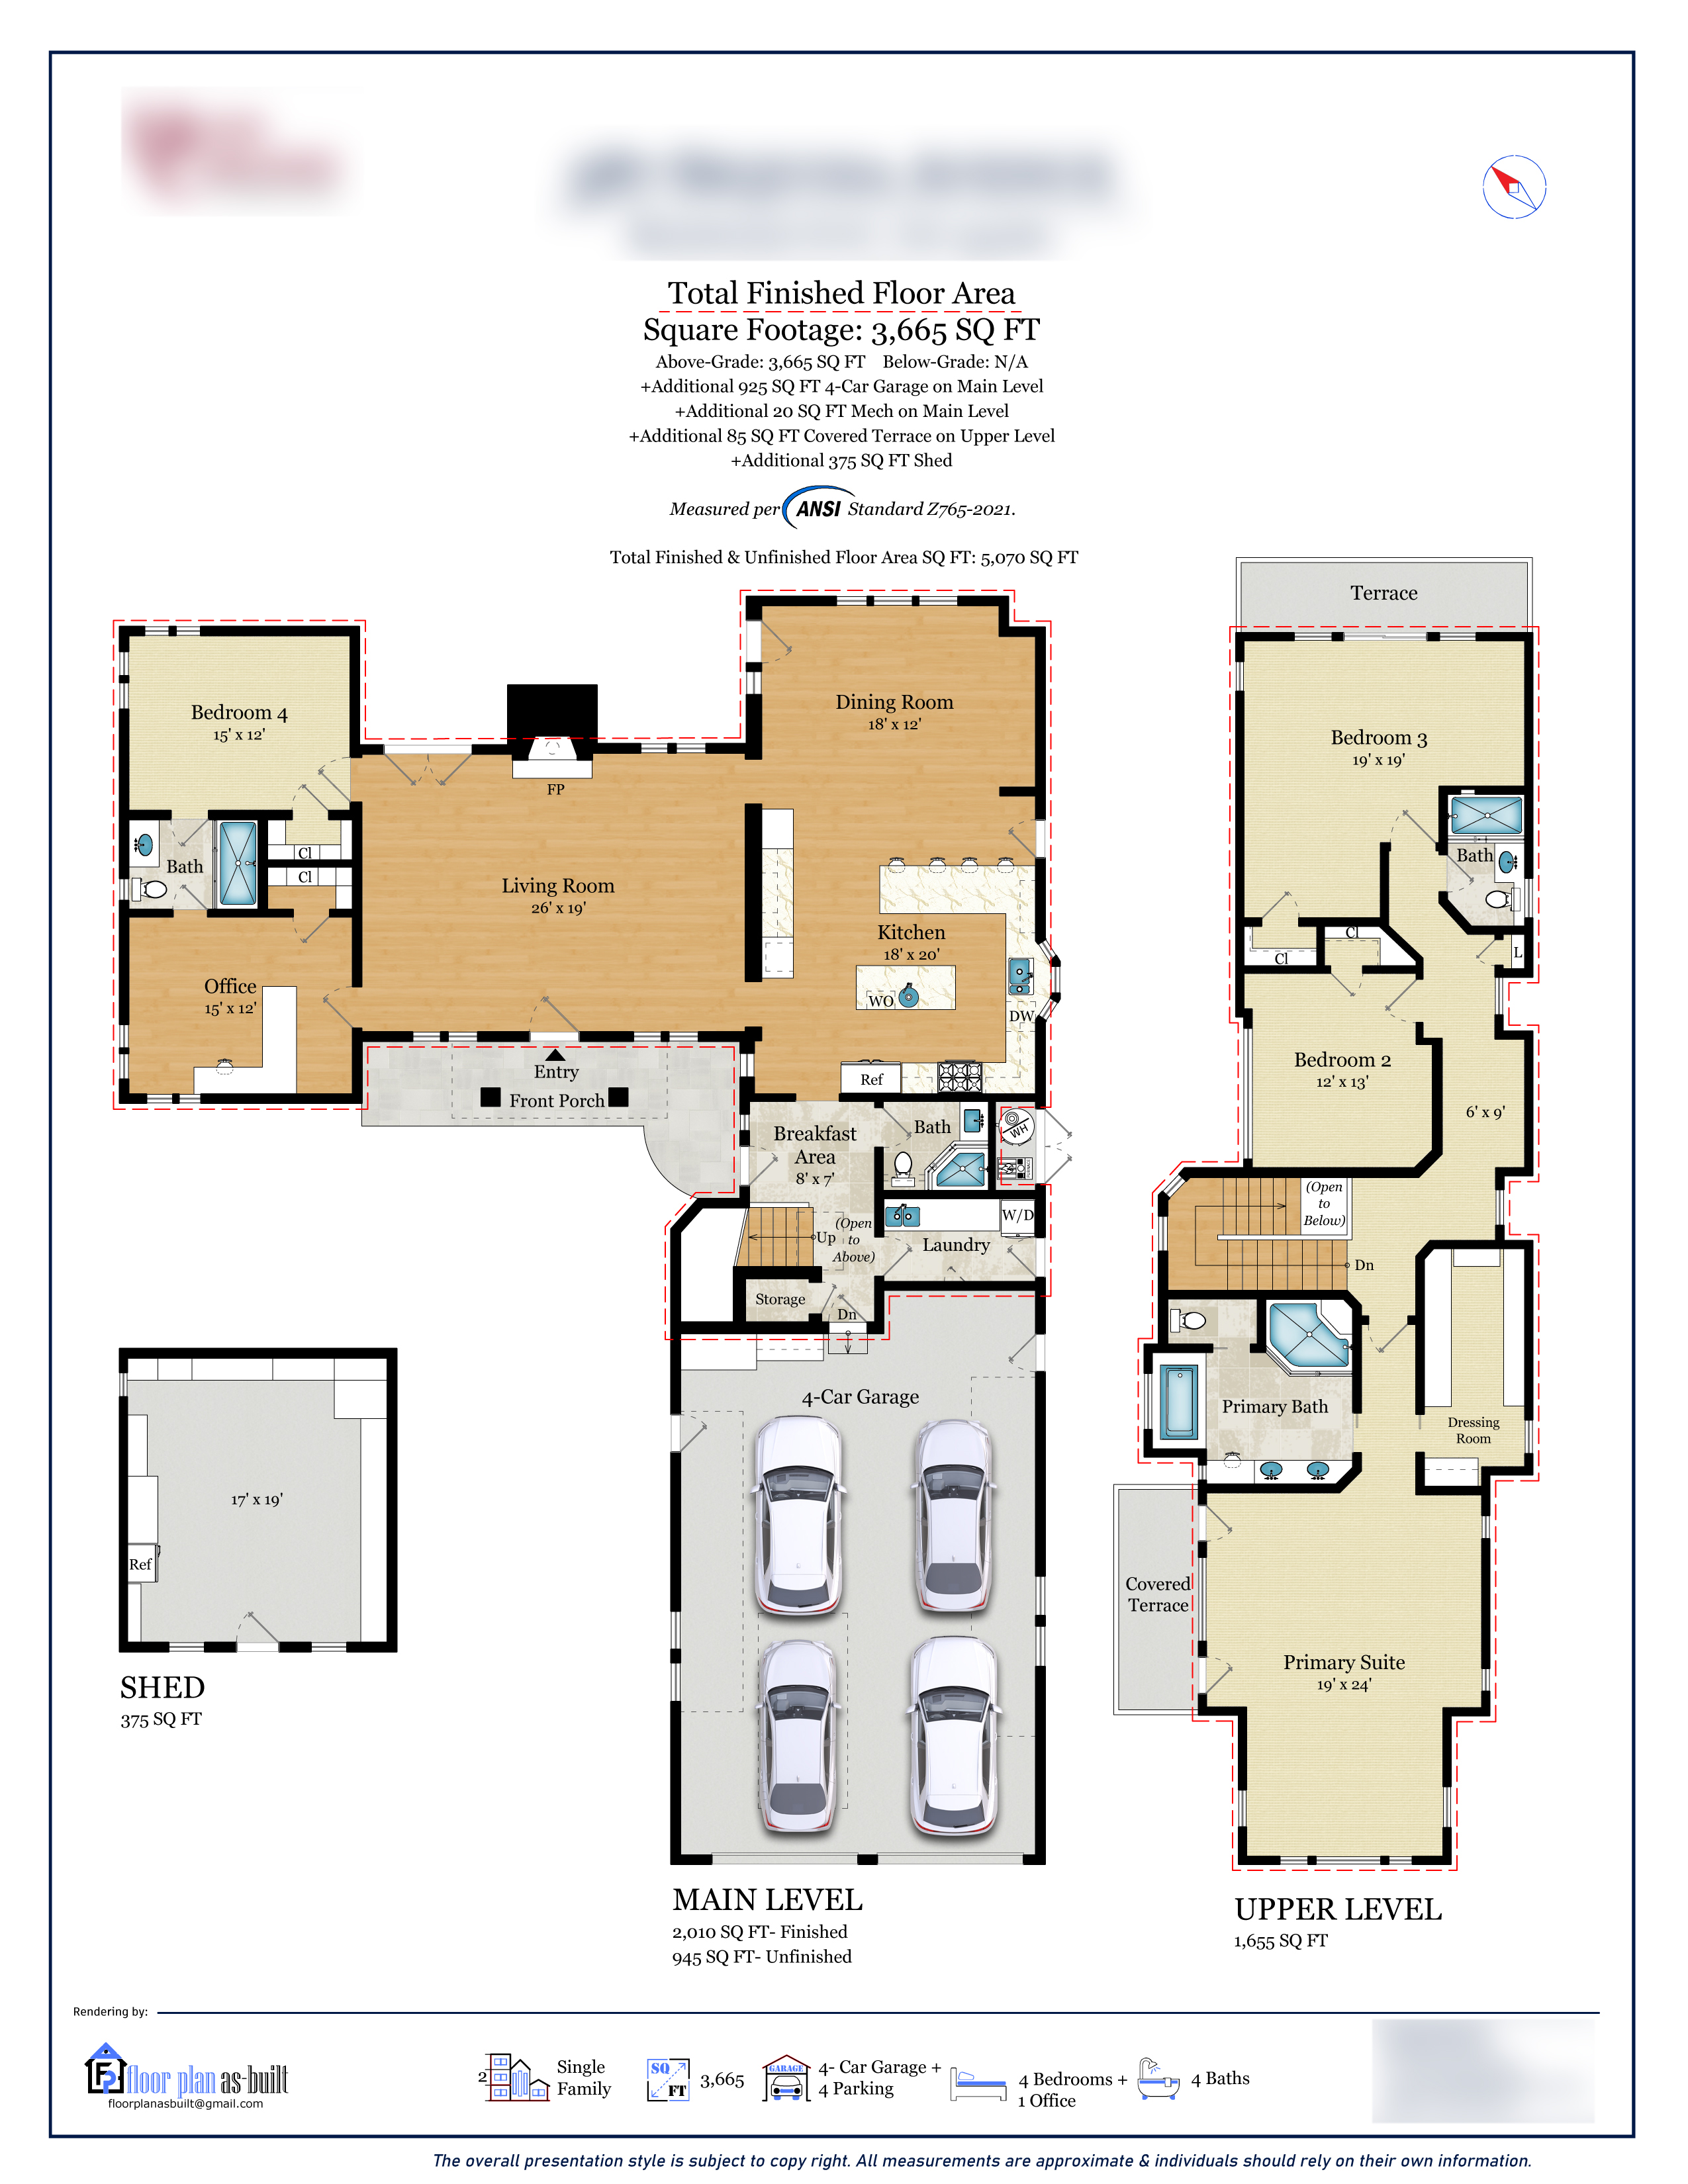 Total Finished Floor Area
Square Footage: 3,665 SQ FT
Above-Grade: 3,665 SQ FT Below-Grade: N/A
+Additional 925 SQ FT 4-Car Garage on Main Level
+Additional 20 SQ FT Mech on Main Level
+Additional 85 SQ FT Covered Terrace on Upper Level
+Additional 375 SQ FT Shed
Measured per ANSI Standard Z765-2021.
Total Finished & Unfinished Floor Area SQ FT: 5,070 SQ FT
Bedroom 4
15' x 12'
Bath
Cl
Cl
Office
15' x 12'
FP
Living Room
26' x 19'
Dining Room
18' x 12'
Kitchen
18' x 20'
WO
DW
Ref
Entry
Front Porch
Breakfast
Area
8' x 7'
Bath
WH
W/D
Laundry
(Open
to
Above)
Up
Storage
Dn
4-Car Garage
MAIN LEVEL
2,010 SQ FT- Finished
945 SQ FT- Unfinished
17' x 19'
Ref
SHED
375 SQ FT
Terrace
Bedroom 3
19' x 19'
Bath
Cl
Cl
L
Bedroom 2
12' x 13'
6' x 9'
(Open
to
Below)
Dn
Primary Bath
Dressing
Room
Covered
Terrace
Primary Suite
19' x 24'
UPPER LEVEL
1,655 SQ FT
Rendering by:
FP floor plan as-built
floorplanasbuilt@gmail.com
2
Single
Family
SQ
FT
3,665
GARAGE
4- Car Garage +
4 Parking
4 Bedrooms +
1 Office
4 Baths
The overall presentation style is subject to copy right. All measurements are approximate & individuals should rely on their own information.